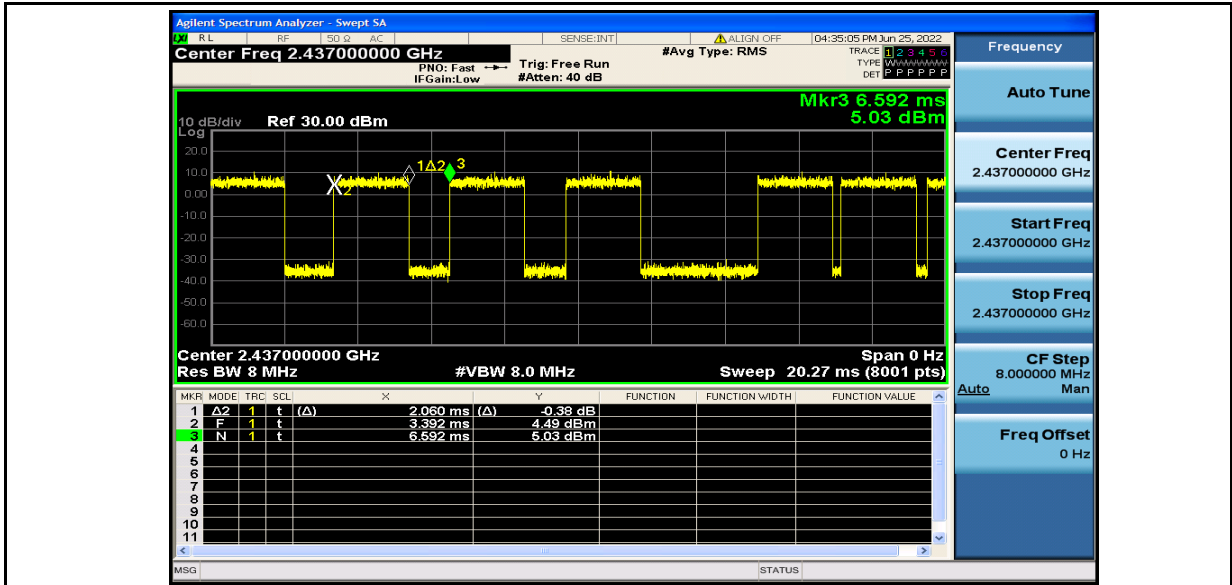 Agilent Spectrum Analyzer - Swept SA
LXI RL RF 50 Ω AC SENSE:INT ⚠ALIGN OFF 04:35:05 PM Jun 25, 2022
Center Freq 2.437000000 GHz #Avg Type: RMS TRACE 1 2 3 4 5 6
PNO: Fast Trig: Free Run TYPE WWWWWW
IFGain:Low #Atten: 40 dB DET P P P P P P
Mkr3 6.592 ms
10 dB/div Ref 30.00 dBm 5.03 dBm
Log
20.0
1Δ2 3
10.0
X2
0.00
-10.0
-20.0
-30.0
-40.0
-50.0
-60.0
Center 2.437000000 GHz Span 0 Hz
Res BW 8 MHz #VBW 8.0 MHz Sweep 20.27 ms (8001 pts)
MKR MODE TRC SCL X Y FUNCTION FUNCTION WIDTH FUNCTION VALUE
1 Δ2 1 t (Δ) 2.060 ms (Δ) -0.38 dB
2 F 1 t 3.392 ms 4.49 dBm
3 N 1 t 6.592 ms 5.03 dBm
4
5
6
7
8
9
10
11
MSG STATUS
Frequency
Auto Tune
Center Freq
2.437000000 GHz
Start Freq
2.437000000 GHz
Stop Freq
2.437000000 GHz
CF Step
8.000000 MHz
Auto Man
Freq Offset
0 Hz